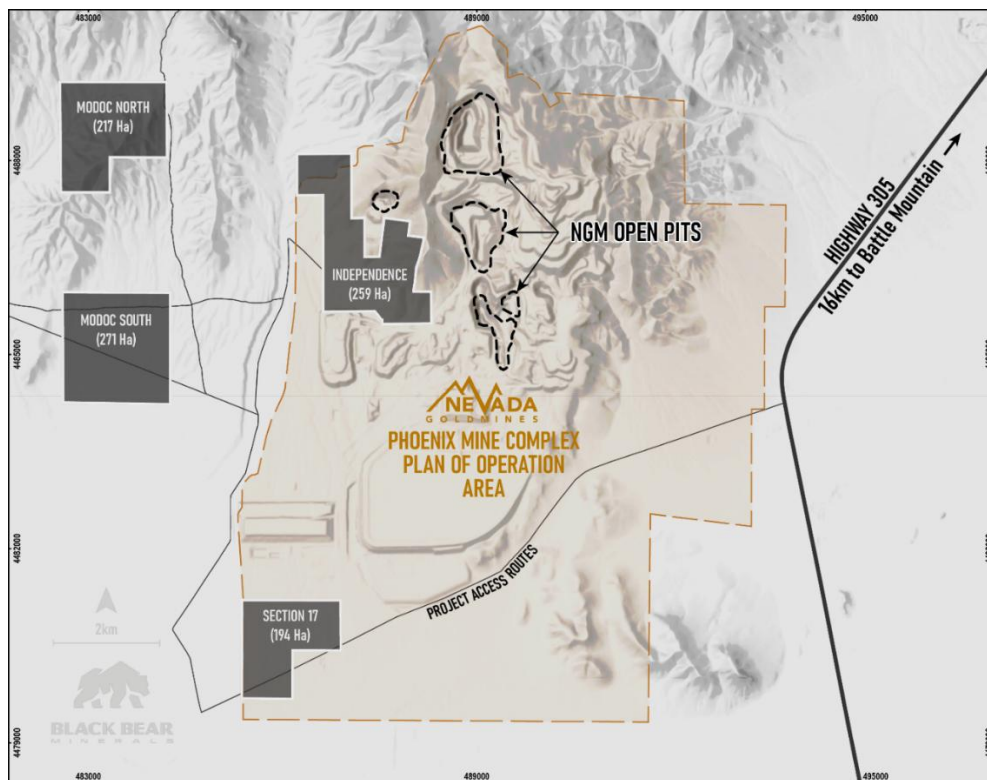 483000
489000
495000
MODOC NORTH
(217 Ha)
4488000
HIGHWAY 305
16km to Battle Mountain
NGM OPEN PITS
INDEPENDENCE
(259 Ha)
MODOC SOUTH
(271 Ha)
4485000
NEVADA
GOLDMINES
PHOENIX MINE COMPLEX
PLAN OF OPERATION
AREA
4482000
PROJECT ACCESS ROUTES
SECTION 17
(194 Ha)
2km
BLACK BEAR
MINERALS
4479000
483000
489000
495000